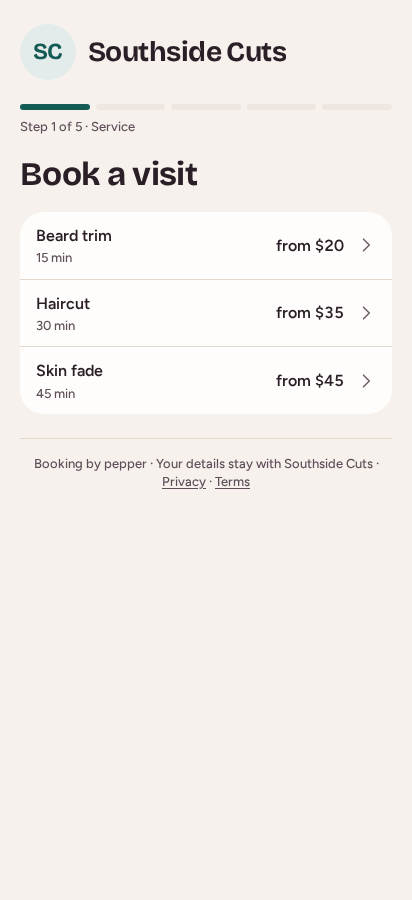 SC
Southside Cuts
Step 1 of 5 · Service
Book a visit
Beard trim
15 min
from $20
Haircut
30 min
from $35
Skin fade
45 min
from $45
Booking by pepper · Your details stay with Southside Cuts ·
Privacy · Terms